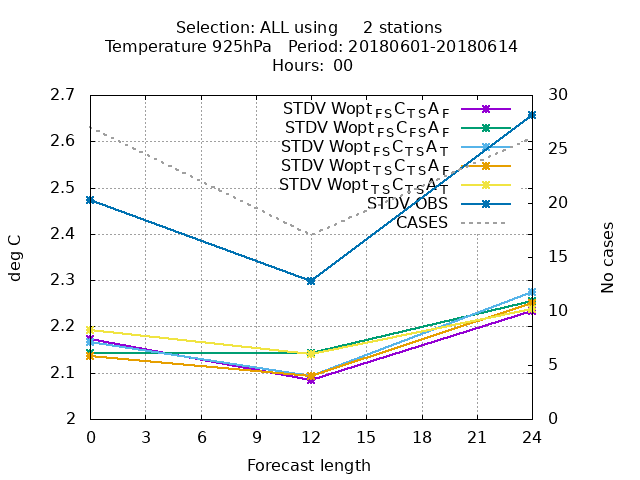 Selection: ALL using 2 stations
Temperature 925hPa Period: 20180601-20180614
Hours: 00
2.7
2.6
2.5
2.4
2.3
2.2
2.1
2
30
25
20
15
10
5
0
0 3 6 9 12 15 18 21 24
Forecast length
deg C
No cases
STDV Wopt_FS C_TS A_F
STDV Wopt_FS C_FS A_F
STDV Wopt_FS C_TS A_T
STDV Wopt_TS C_TS A_F
STDV Wopt_TS C_TS A_T
STDV OBS
CASES